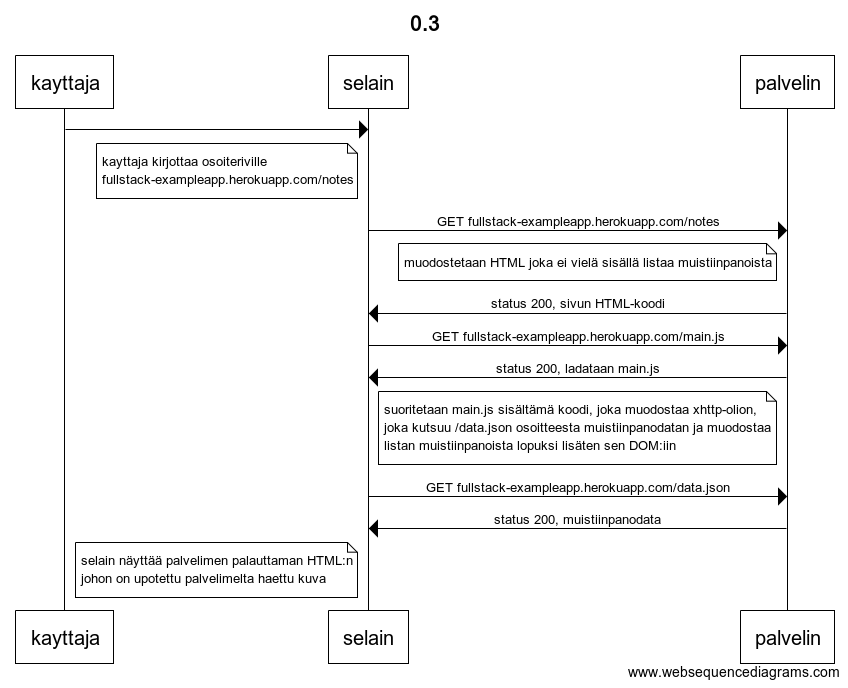 0.3
kayttaja selain palvelin
kayttaja kirjottaa osoiteriville
fullstack-exampleapp.herokuapp.com/notes
GET fullstack-exampleapp.herokuapp.com/notes
muodostetaan HTML joka ei vielä sisällä listaa muistiinpanoista
status 200, sivun HTML-koodi
GET fullstack-exampleapp.herokuapp.com/main.js
status 200, ladataan main.js
suoritetaan main.js sisältämä koodi, joka muodostaa xhttp-olion,
joka kutsuu /data.json osoitteesta muistiinpanodatan ja muodostaa
listan muistiinpanoista lopuksi lisäten sen DOM:iin
GET fullstack-exampleapp.herokuapp.com/data.json
status 200, muistiinpanodata
selain näyttää palvelimen palauttaman HTML:n
johon on upotettu palvelimelta haettu kuva
kayttaja selain palvelin
www.websequencediagrams.com